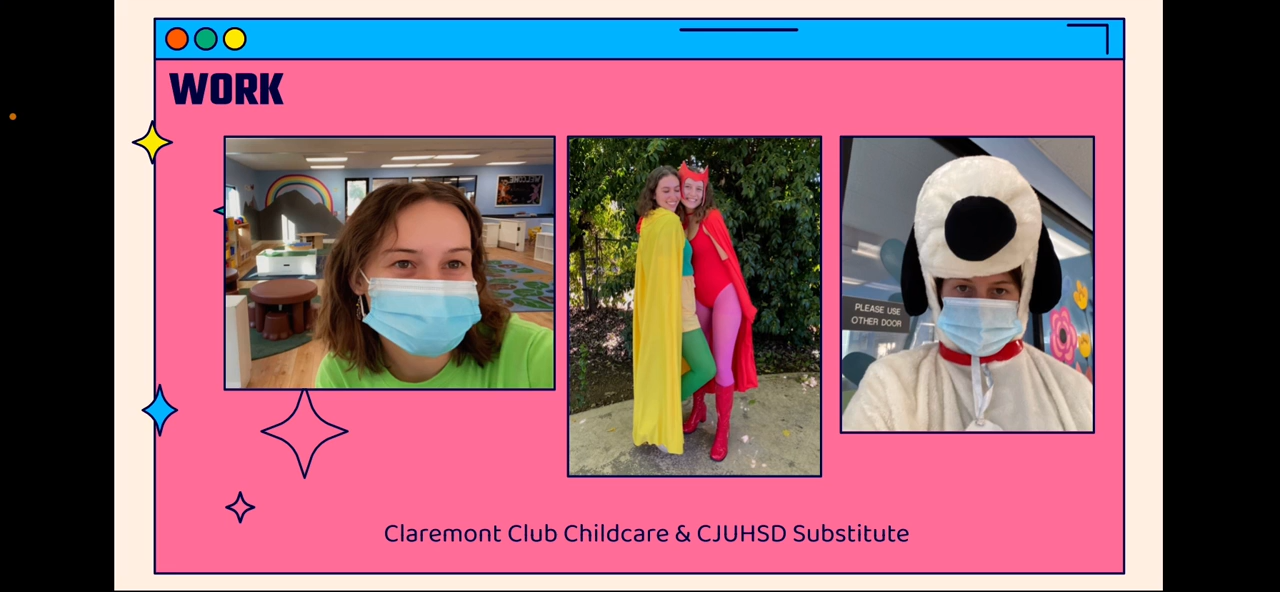 WORK
PLEASE USE
OTHER DOOR
Claremont Club Childcare & CJUHSD Substitute